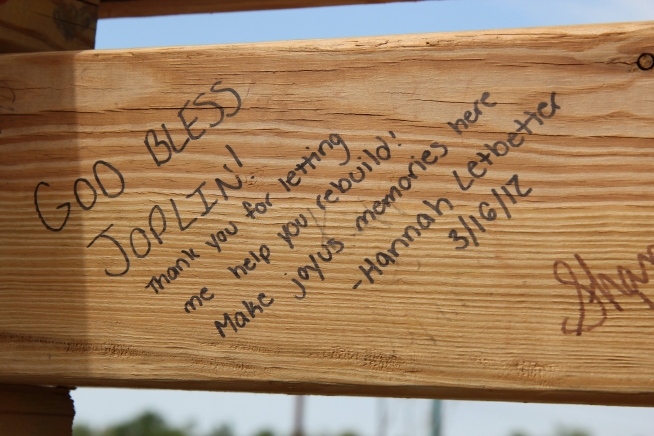 GOD BLESS
JOPLIN!
Thank you for letting
me help you rebuild!
Make joyus memories here
-Hannah Letbetter
3/16/12